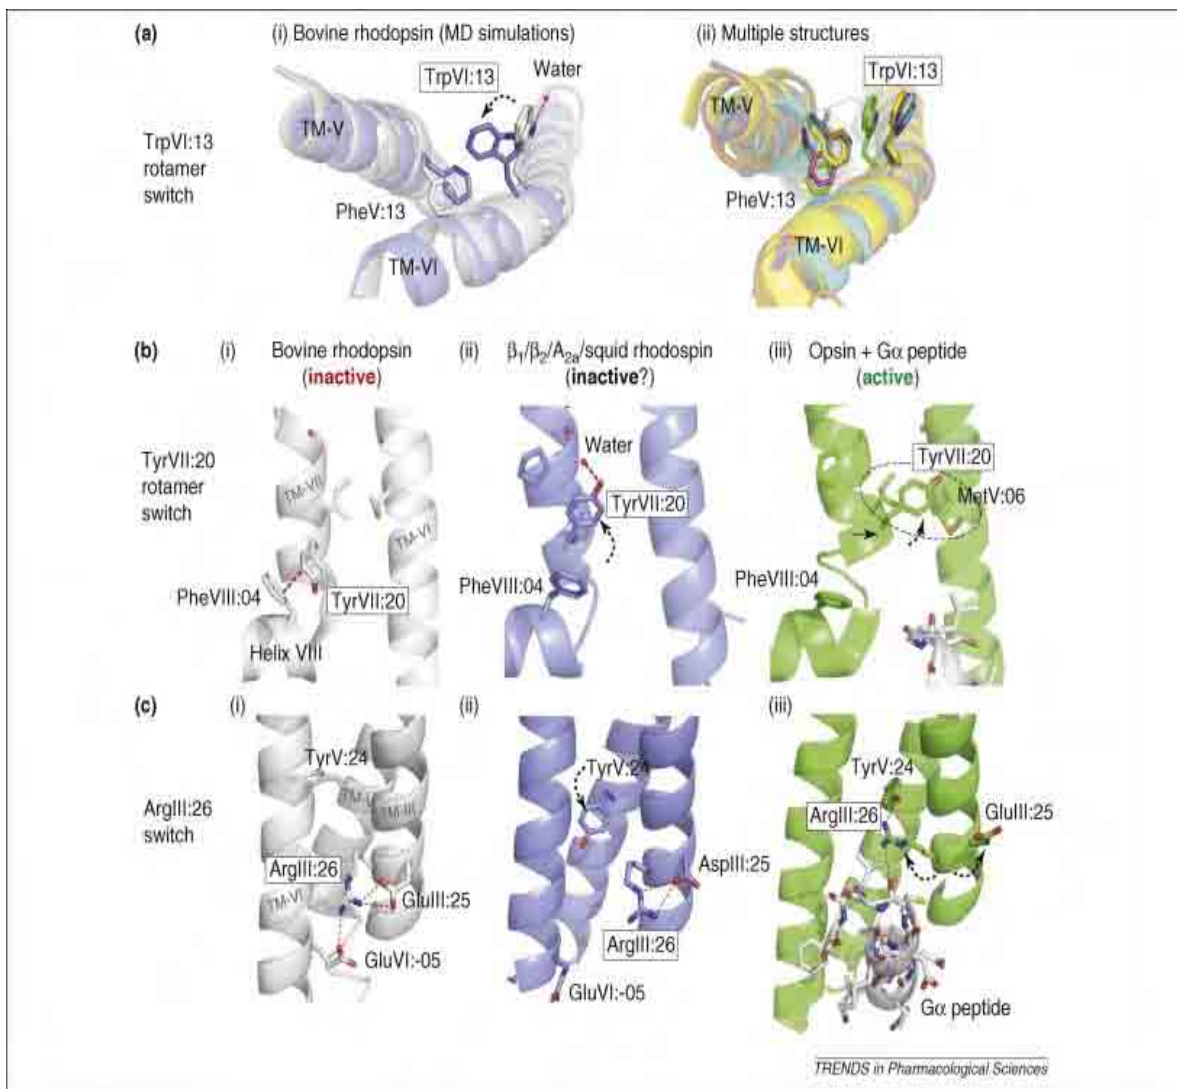 (a) (i) Bovine rhodopsin (MD simulations) (ii) Multiple structures
TrpVI:13 Water TrpVI:13
TM-V TM-V
TrpVI:13
rotamer
switch
PheV:13 PheV:13
TM-VI TM-VI
(b) (i) Bovine rhodopsin (ii) β1/β2/A2a/squid rhodospin (iii) Opsin + Gα peptide
(inactive) (inactive?) (active)
TyrVII:20
rotamer
switch
Water TyrVII:20
TM-VII TyrVII:20 MetV:06
TM-VI
PheVIII:04 TyrVII:20 PheVIII:04 PheVIII:04
Helix VIII
(c) (i) (ii) (iii)
TyrV:24 TyrV:24 TyrV:24
TM-III
ArgIII:26
switch
ArgIII:26 GluIII:25
ArgIII:26 AspIII:25
TM-VI GluIII:25
ArgIII:26
GluVI:-05 GluVI:-05 Gα peptide
TRENDS in Pharmacological Sciences